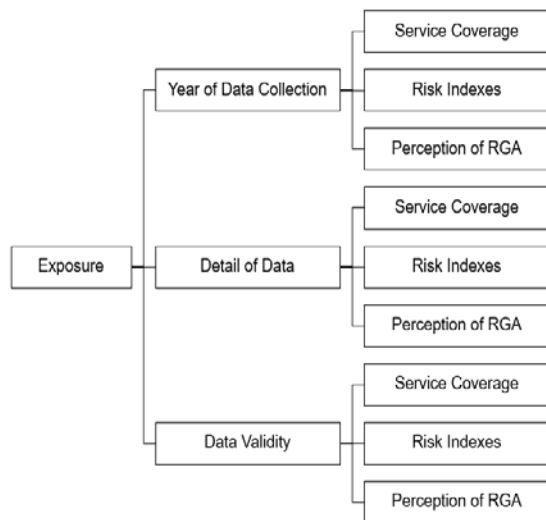 Service Coverage
Year of Data Collection
Risk Indexes
Perception of RGA
Service Coverage
Exposure
Detail of Data
Risk Indexes
Perception of RGA
Service Coverage
Data Validity
Risk Indexes
Perception of RGA